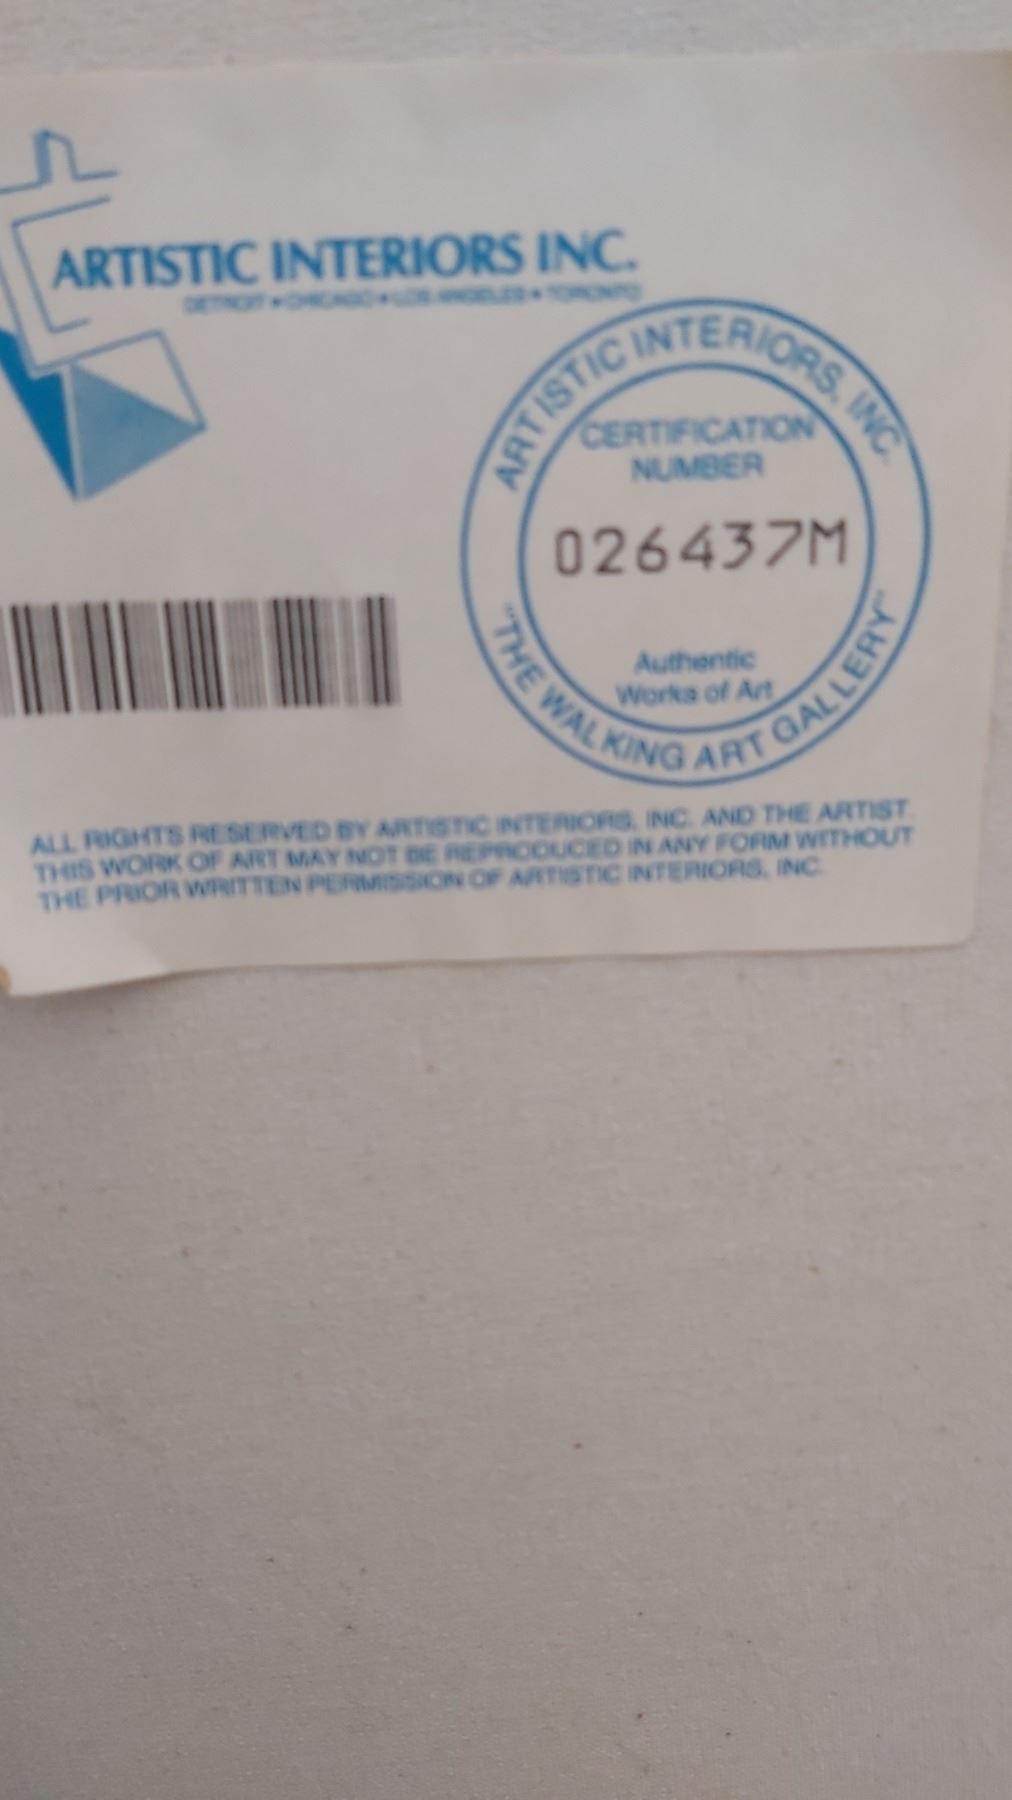 ARTISTIC INTERIORS INC.
DETROIT • CHICAGO • LOS ANGELES • TORONTO
ARTISTIC INTERIORS, INC.
CERTIFICATION
NUMBER
026437M
Authentic
Works of Art
"THE WALKING ART GALLERY"
ALL RIGHTS RESERVED BY ARTISTIC INTERIORS, INC. AND THE ARTIST.
THIS WORK OF ART MAY NOT BE REPRODUCED IN ANY FORM WITHOUT
THE PRIOR WRITTEN PERMISSION OF ARTISTIC INTERIORS, INC.